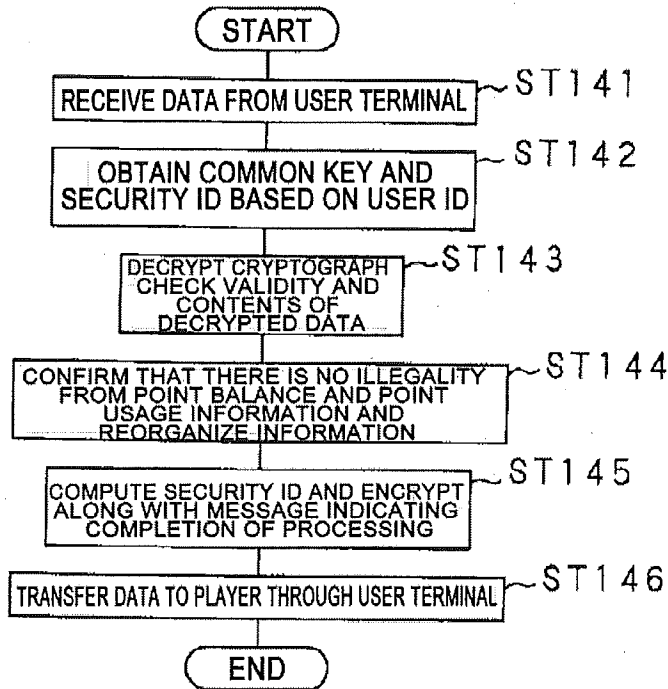 START
RECEIVE DATA FROM USER TERMINAL
ST141
OBTAIN COMMON KEY AND
SECURITY ID BASED ON USER ID
ST142
DECRYPT CRYPTOGRAPH
CHECK VALIDITY AND
CONTENTS OF
DECRYPTED DATA
ST143
CONFIRM THAT THERE IS NO ILLEGALITY
FROM POINT BALANCE AND POINT
USAGE INFORMATION AND
REORGANIZE INFORMATION
ST144
COMPUTE SECURITY ID AND ENCRYPT
ALONG WITH MESSAGE INDICATING
COMPLETION OF PROCESSING
ST145
TRANSFER DATA TO PLAYER THROUGH USER TERMINAL
ST146
END